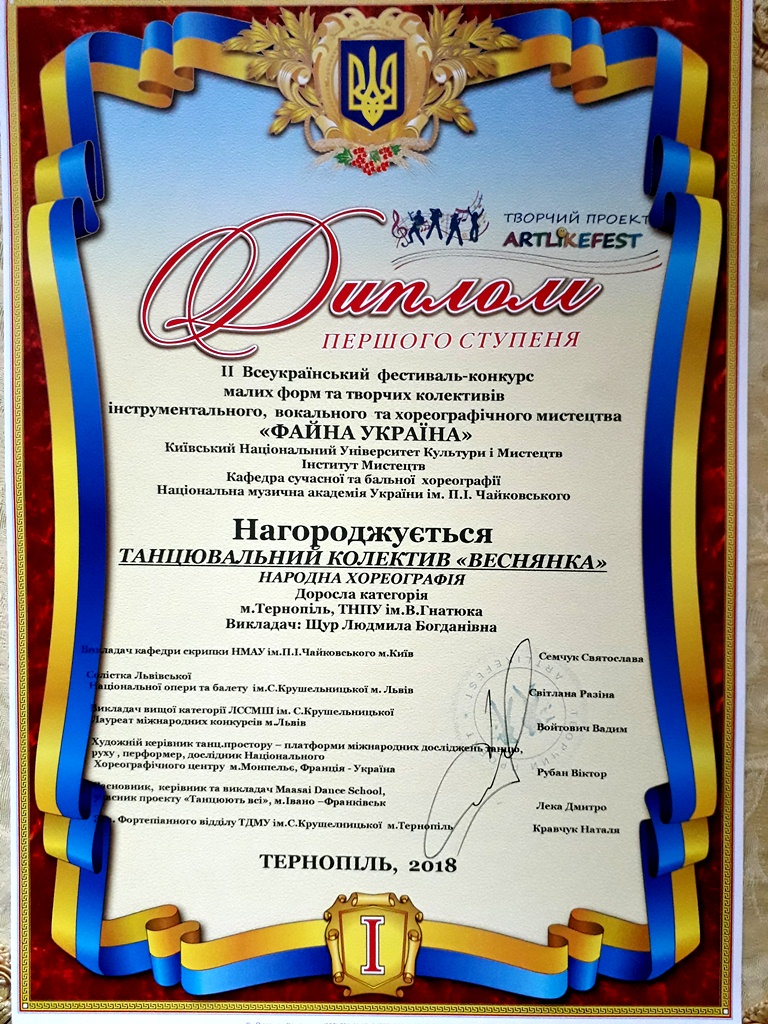 ТВОРЧИЙ ПРОЕКТ
ARTLIKEFEST
Диплом
ПЕРШОГО СТУПЕНЯ
II Всеукраїнський фестиваль-конкурс
малих форм та творчих колективів
інструментального, вокального та хореографічного мистецтва
«ФАЙНА УКРАЇНА»
Київський Національний Університет Культури і Мистецтв
Інститут Мистецтв
Кафедра сучасної та бальної хореографії
Національна музична академія України ім. П.І. Чайковського
Нагороджується
ТАНЦЮВАЛЬНИЙ КОЛЕКТИВ «ВЕСНЯНКА»
НАРОДНА ХОРЕОГРАФІЯ
Доросла категорія
м.Тернопіль, ТНПУ ім.В.Гнатюка
Викладач: Щур Людмила Богданівна
Викладач кафедри скрипки НМАУ ім.П.І.Чайковського м.Київ
Семчук Святослава
Солістка Львівської
Національної опери та балету ім.С.Крушельницької м. Львів
Світлана Разіна
Викладач вищої категорії ЛССМШ ім. С.Крушельницької
Лауреат міжнародних конкурсів м.Львів
Войтович Вадим
Художній керівник танц.простору – платформи міжнародних досліджень танцю,
руху , перформер, дослідник Національного
Хореографічного центру м.Монпельє, Франція - Україна
Рубан Віктор
Засновник, керівник та викладач Maasai Dance School,
учасник проекту «Танцюють всі», м.Івано –Франківськ
Лека Дмитро
Фортепіанного відділу ТДМУ ім.С.Крушелницької м.Тернопіль
Кравчук Наталя
ТЕРНОПІЛЬ, 2018
I